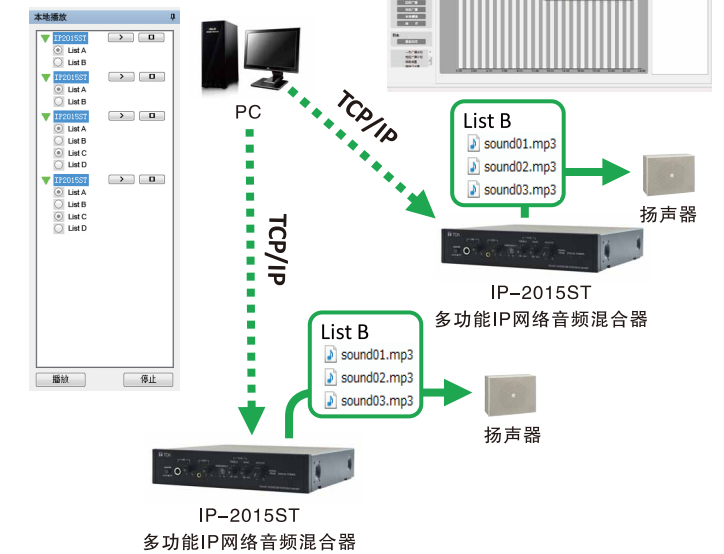 本地播放
IP2015ST
List A
List B
IP2015ST
List A
List B
IP2015ST
List A
List B
List C
List D
IP2015ST
List A
List B
List C
List D
播放
停止
PC
TCP/IP
TCP/IP
List B
sound01.mp3
sound02.mp3
sound03.mp3
扬声器
IP-2015ST
多功能IP网络音频混合器
List B
sound01.mp3
sound02.mp3
sound03.mp3
扬声器
IP-2015ST
多功能IP网络音频混合器